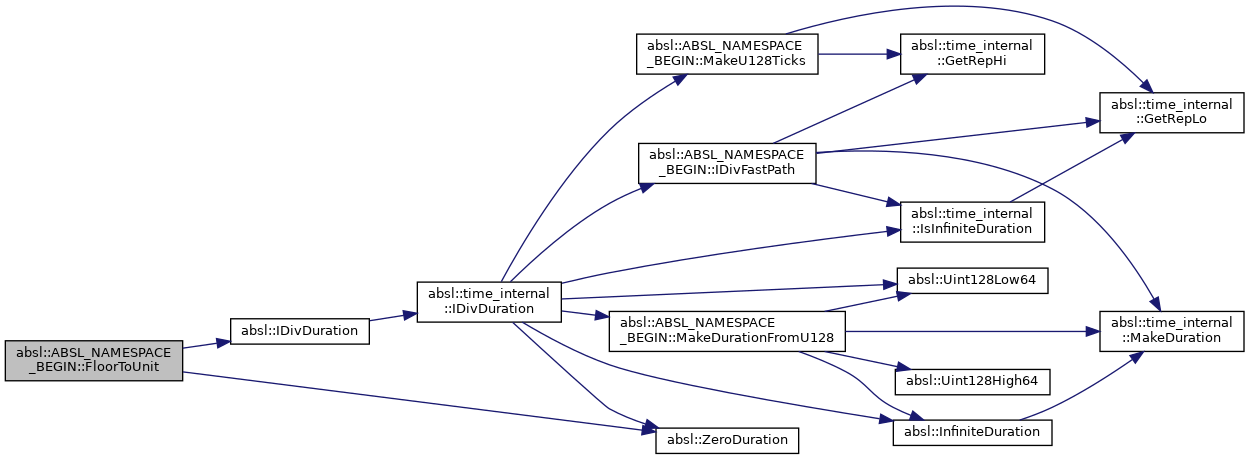 absl::ABSL_NAMESPACE
_BEGIN::FloorToUnit
absl::IDivDuration
absl::time_internal
::IDivDuration
absl::ABSL_NAMESPACE
_BEGIN::MakeU128Ticks
absl::ABSL_NAMESPACE
_BEGIN::IDivFastPath
absl::ABSL_NAMESPACE
_BEGIN::MakeDurationFromU128
absl::ZeroDuration
absl::time_internal
::GetRepHi
absl::time_internal
::IsInfiniteDuration
absl::Uint128Low64
absl::Uint128High64
absl::InfiniteDuration
absl::time_internal
::GetRepLo
absl::time_internal
::MakeDuration